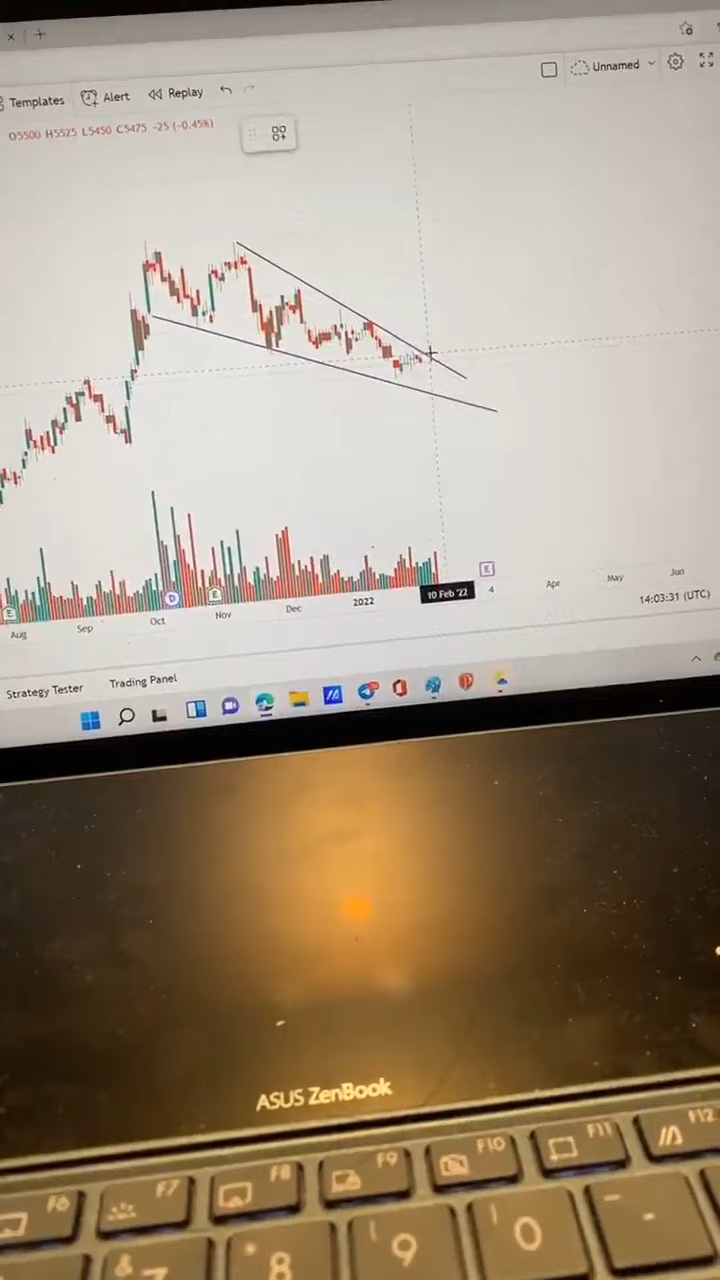 × +
Templates Alert Replay Unnamed
O5500 H5525 L5450 C5475 -25 (-0.45%)
E D E E
Aug Sep Oct Nov Dec 2022 10 Feb '22 4 Apr May Jun
14:03:31 (UTC)
Strategy Tester Trading Panel
ASUS ZenBook
F6 F7 F8 F9 F10 F11 F12
& 7 * 8 ( 9 ) 0 - -